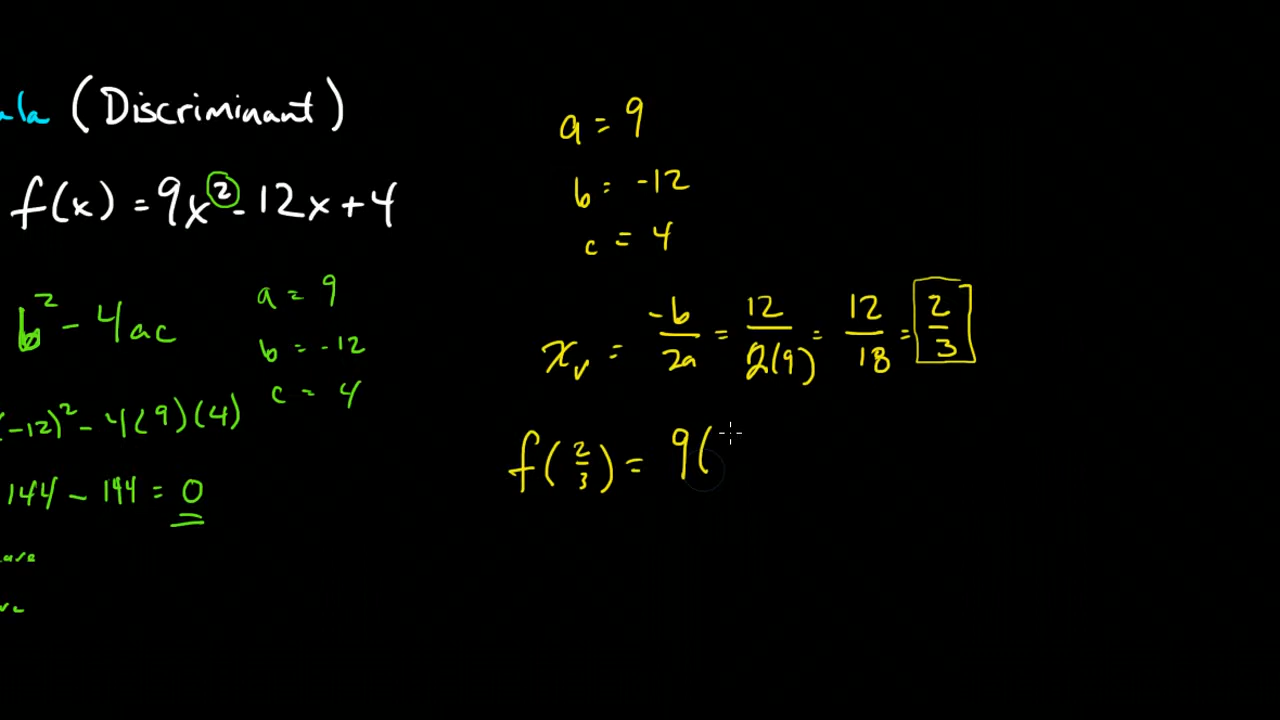 ula (Discriminant)
f(x) = 9x² - 12x + 4
b² - 4ac
a = 9
b = -12
c = 4
(-12)² - 4(9)(4)
144 - 144 = 0
a = 9
b = -12
c = 4
xᵥ = -b/2a = 12/2(9) = 12/18 = 2/3
f(2/3) = 9(